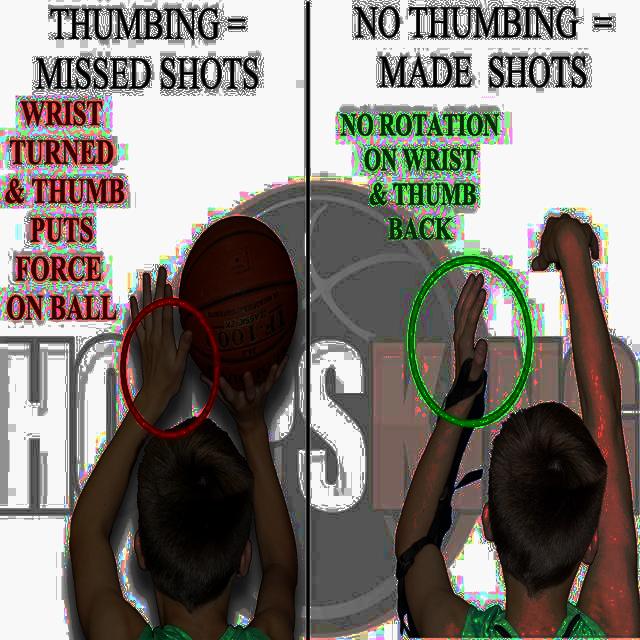 THUMBING =
MISSED SHOTS
WRIST
TURNED
& THUMB
PUTS
FORCE
ON BALL
NO THUMBING =
MADE SHOTS
NO ROTATION
ON WRIST
& THUMB
BACK
HOOPSKING